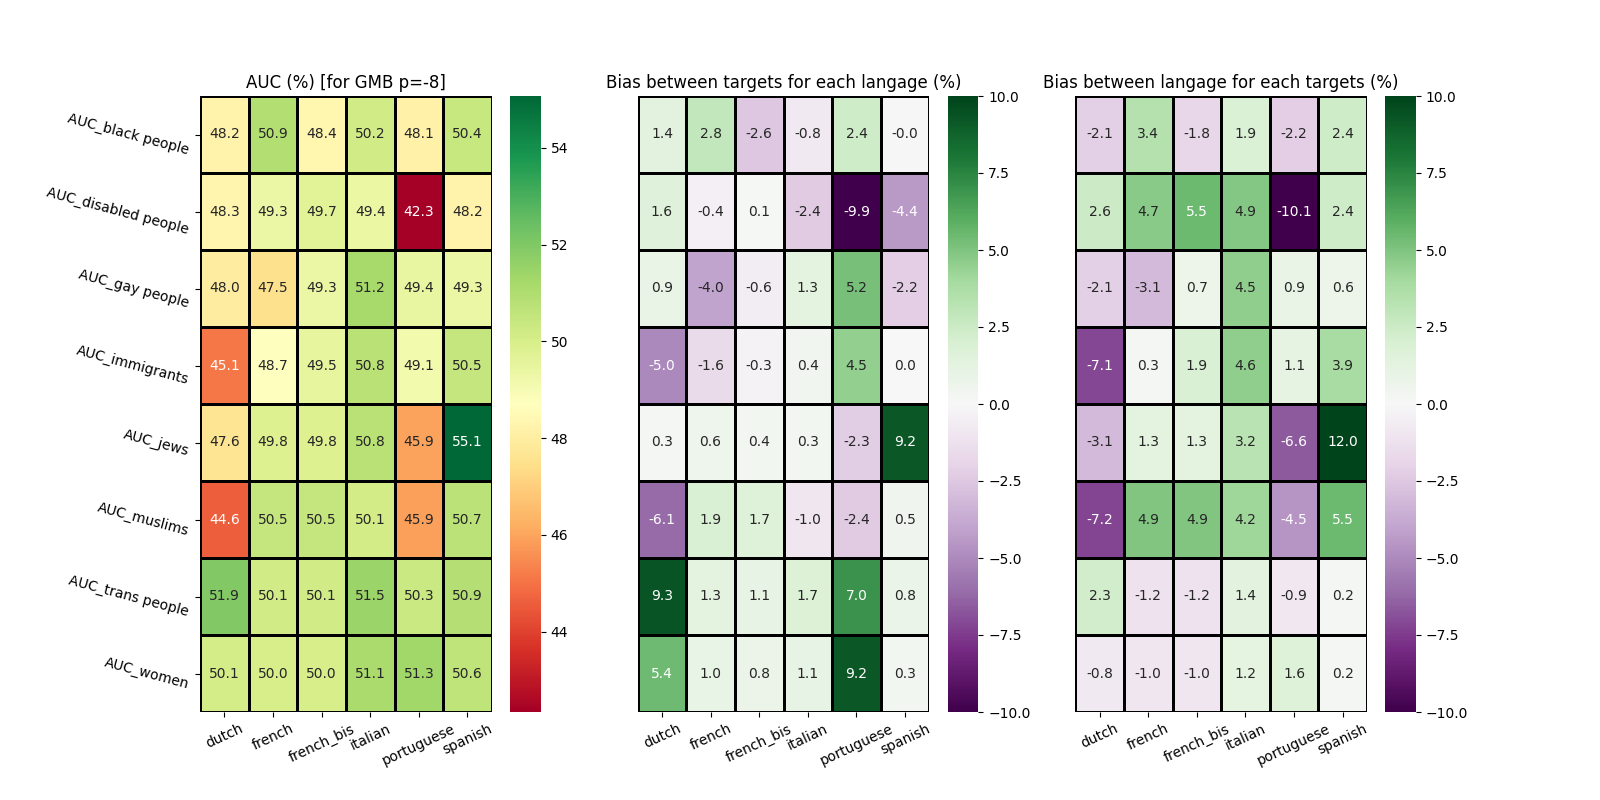 AUC (%) [for GMB p=-8]
Bias between targets for each langage (%)
Bias between langage for each targets (%)
AUC_black people 48.2 50.9 48.4 50.2 48.1 50.4
AUC_disabled people 48.3 49.3 49.7 49.4 42.3 48.2
AUC_gay people 48.0 47.5 49.3 51.2 49.4 49.3
AUC_immigrants 45.1 48.7 49.5 50.8 49.1 50.5
AUC_jews 47.6 49.8 49.8 50.8 45.9 55.1
AUC_muslims 44.6 50.5 50.5 50.1 45.9 50.7
AUC_trans people 51.9 50.1 50.1 51.5 50.3 50.9
AUC_women 50.1 50.0 50.0 51.1 51.3 50.6
dutch french french_bis italian portuguese spanish
54
52
50
48
46
44
1.4 2.8 -2.6 -0.8 2.4 -0.0
1.6 -0.4 0.1 -2.4 -9.9 -4.4
0.9 -4.0 -0.6 1.3 5.2 -2.2
-5.0 -1.6 -0.3 0.4 4.5 0.0
0.3 0.6 0.4 0.3 -2.3 9.2
-6.1 1.9 1.7 -1.0 -2.4 0.5
9.3 1.3 1.1 1.7 7.0 0.8
5.4 1.0 0.8 1.1 9.2 0.3
dutch french french_bis italian portuguese spanish
10.0
7.5
5.0
2.5
0.0
−2.5
−5.0
−7.5
−10.0
-2.1 3.4 -1.8 1.9 -2.2 2.4
2.6 4.7 5.5 4.9 -10.1 2.4
-2.1 -3.1 0.7 4.5 0.9 0.6
-7.1 0.3 1.9 4.6 1.1 3.9
-3.1 1.3 1.3 3.2 -6.6 12.0
-7.2 4.9 4.9 4.2 -4.5 5.5
2.3 -1.2 -1.2 1.4 -0.9 0.2
-0.8 -1.0 -1.0 1.2 1.6 0.2
dutch french french_bis italian portuguese spanish
10.0
7.5
5.0
2.5
0.0
−2.5
−5.0
−7.5
−10.0